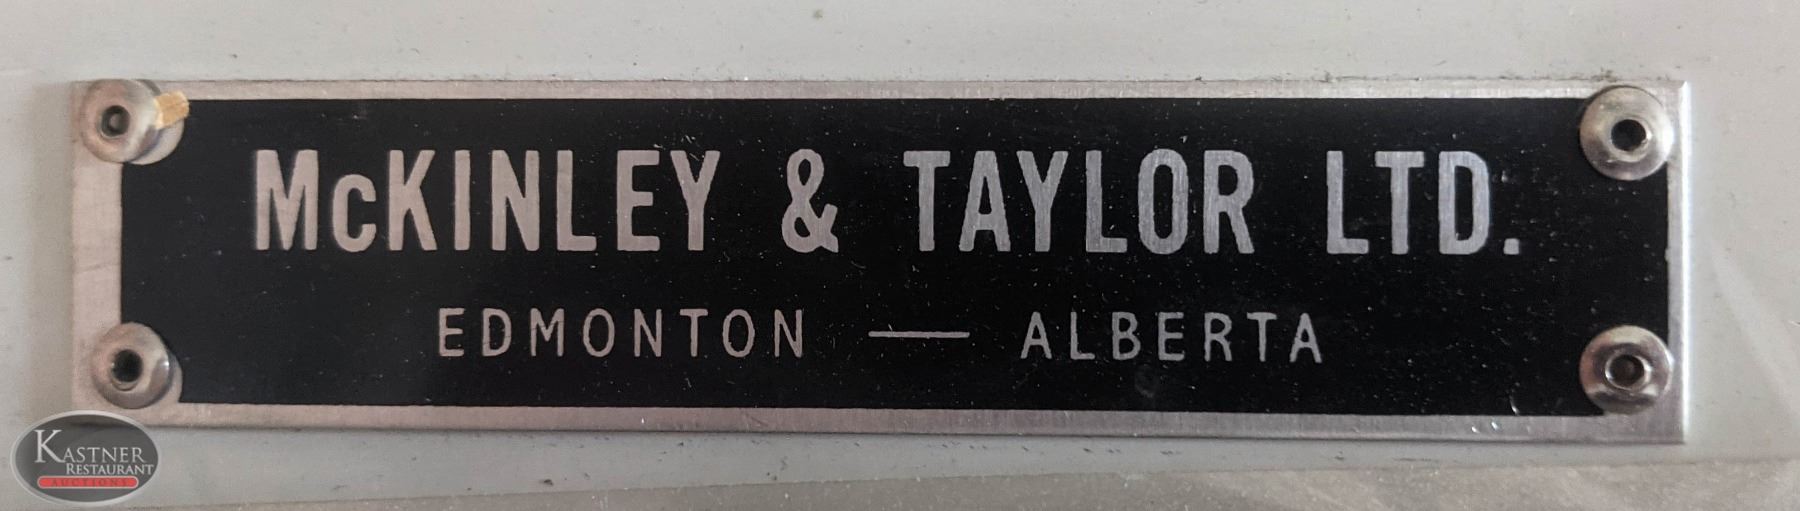 McKINLEY & TAYLOR LTD.
EDMONTON — ALBERTA
KASTNER
RESTAURANT
AUCTIONS